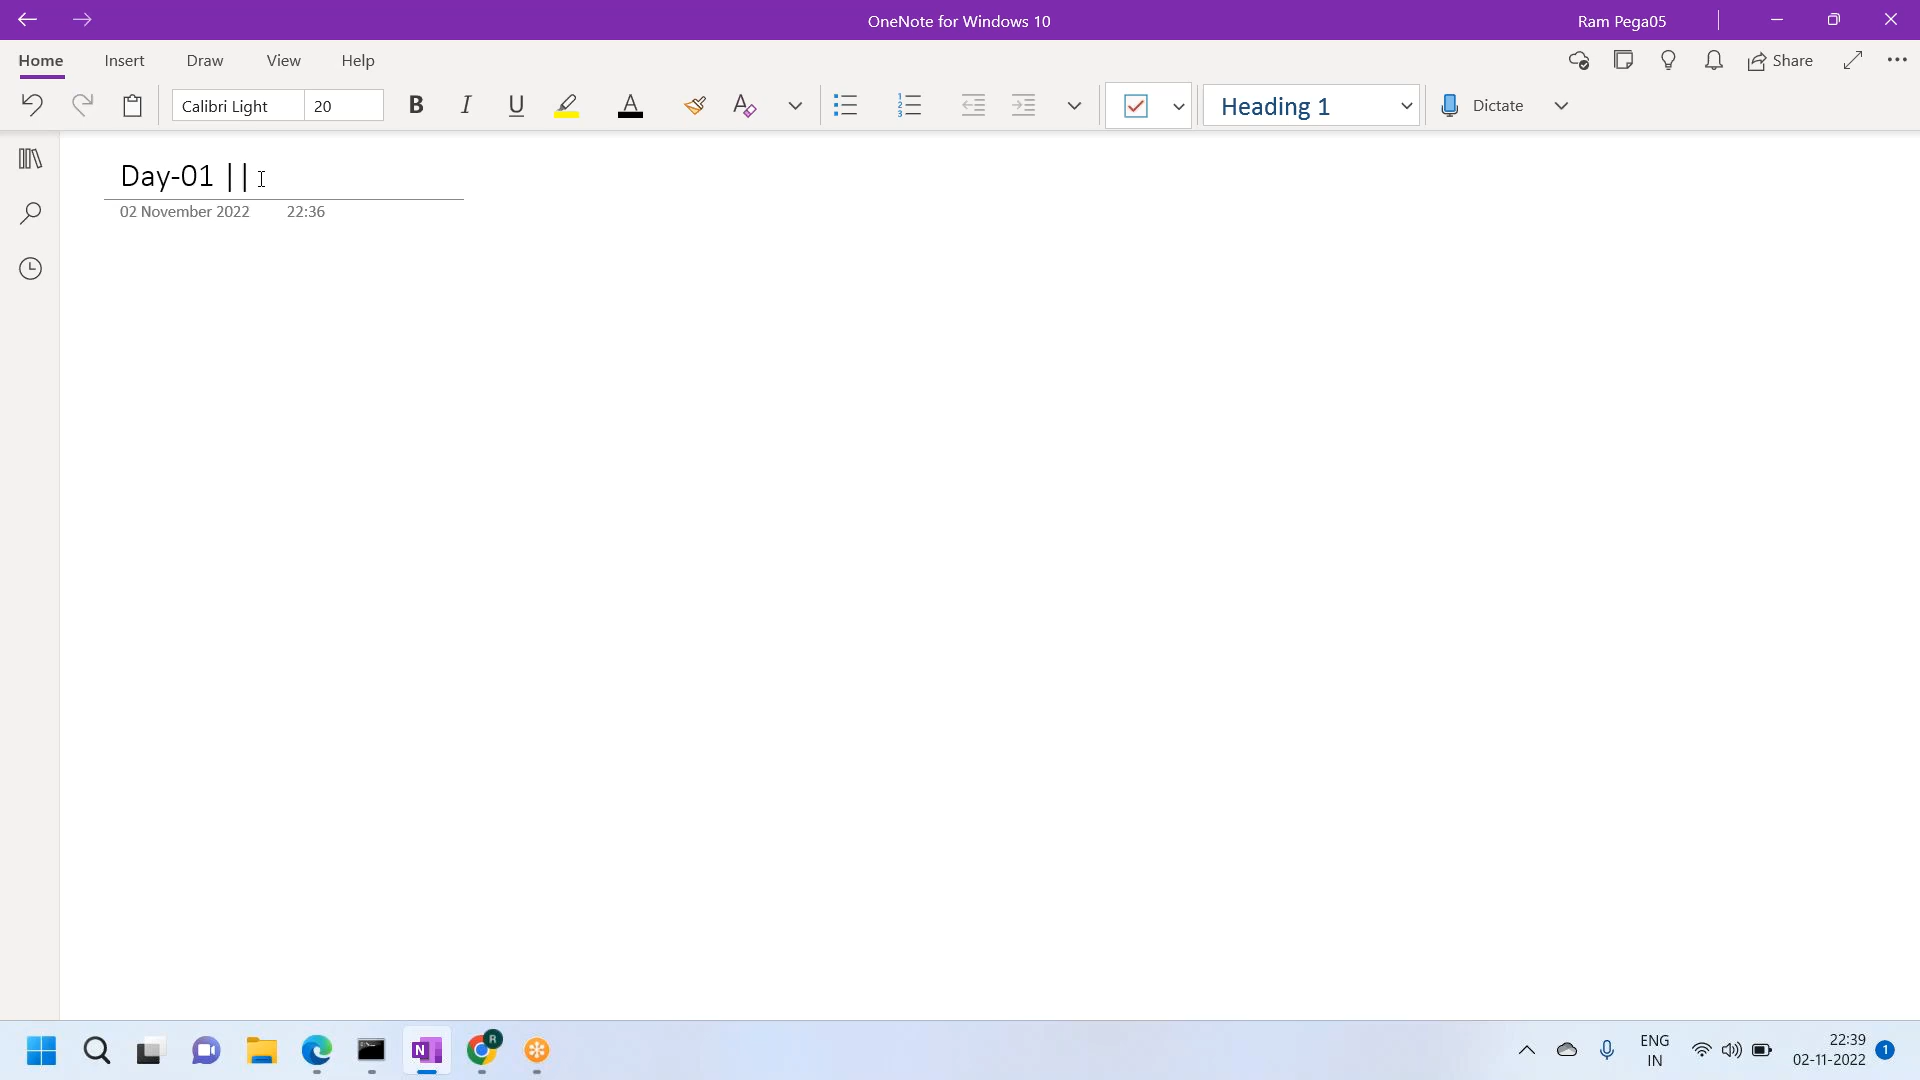 OneNote for Windows 10
Ram Pega05
Home Insert Draw View Help
Share
Calibri Light 20
B I U A A
Heading 1
Dictate
Day-01 ||
02 November 2022 22:36
N
R
ENG
IN
22:39
02-11-2022
1